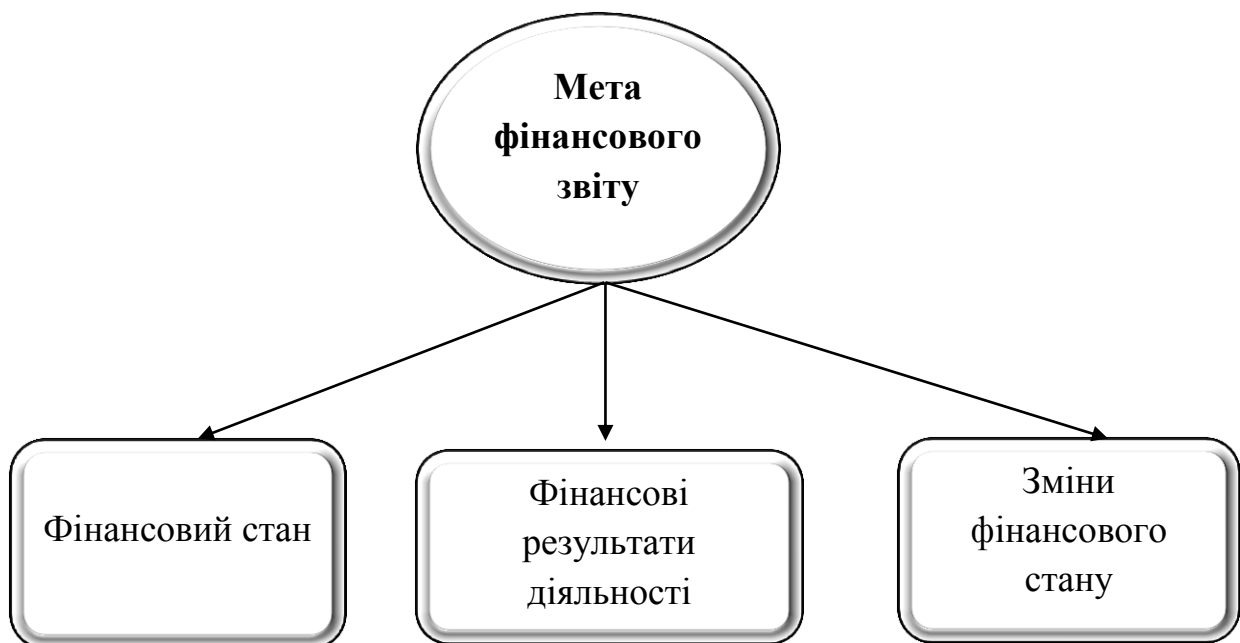 Мета
фінансового
звіту
Фінансовий стан
Фінансові
результати
діяльності
Зміни
фінансового
стану